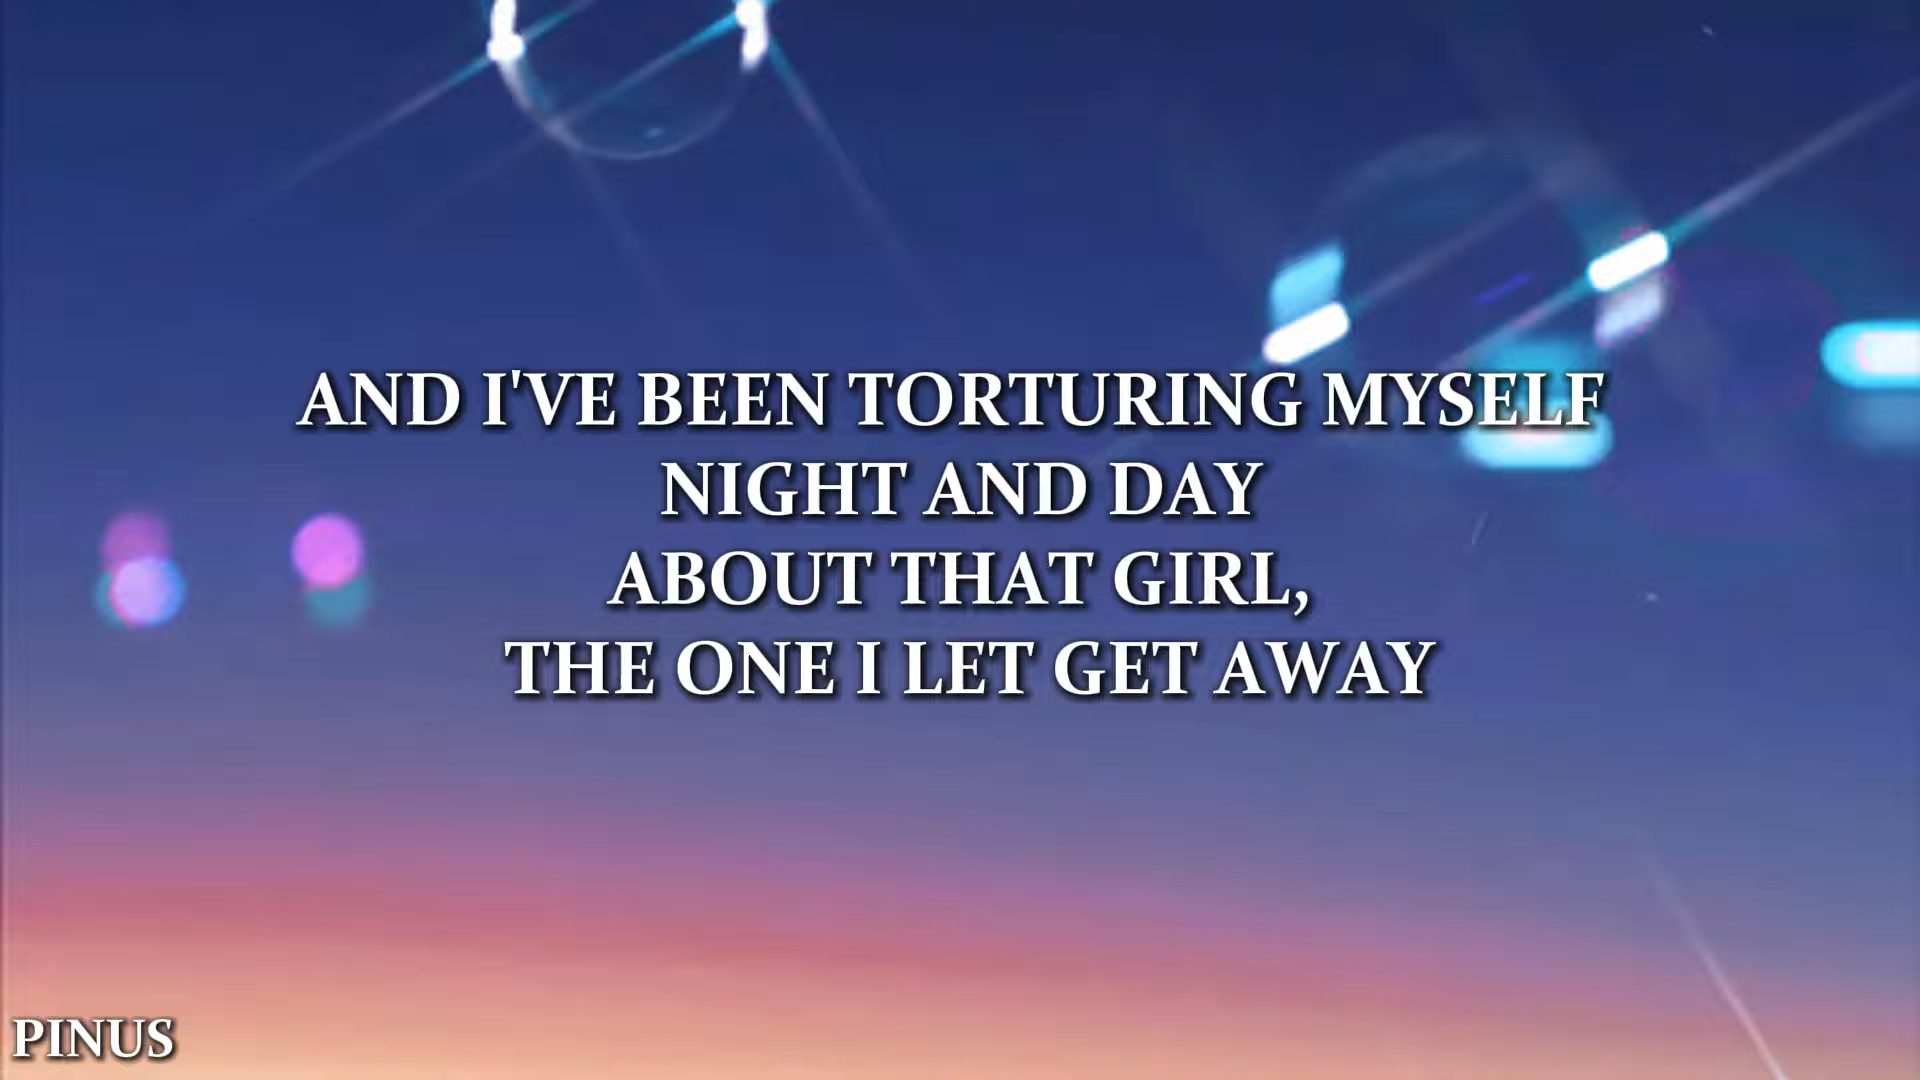 AND I'VE BEEN TORTURING MYSELF
NIGHT AND DAY
ABOUT THAT GIRL,
THE ONE I LET GET AWAY
PINUS